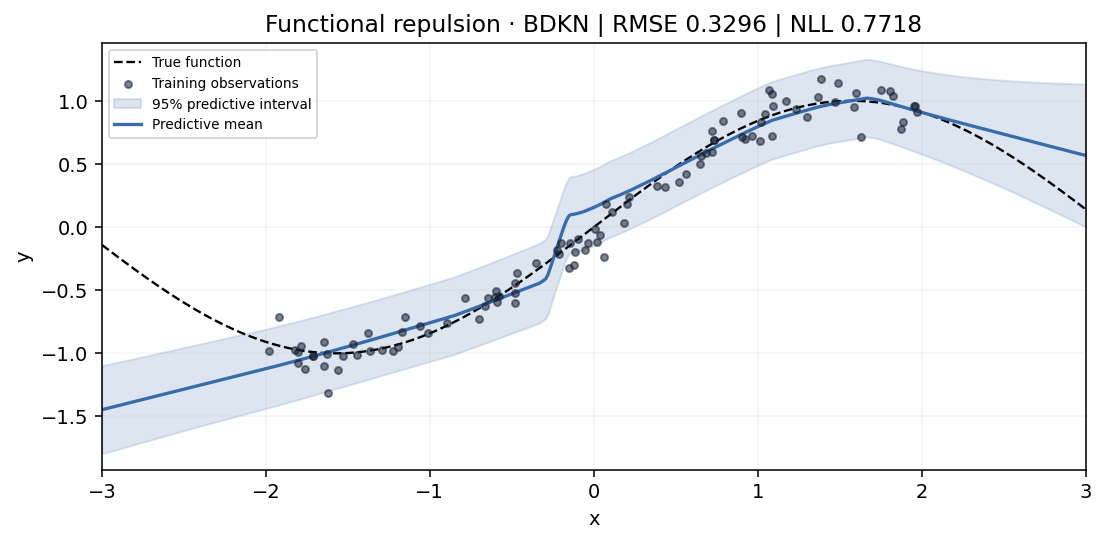 Functional repulsion · BDKN | RMSE 0.3296 | NLL 0.7718
True function
Training observations
95% predictive interval
Predictive mean
1.0
0.5
0.0
−0.5
−1.0
−1.5
y
−3 −2 −1 0 1 2 3
x